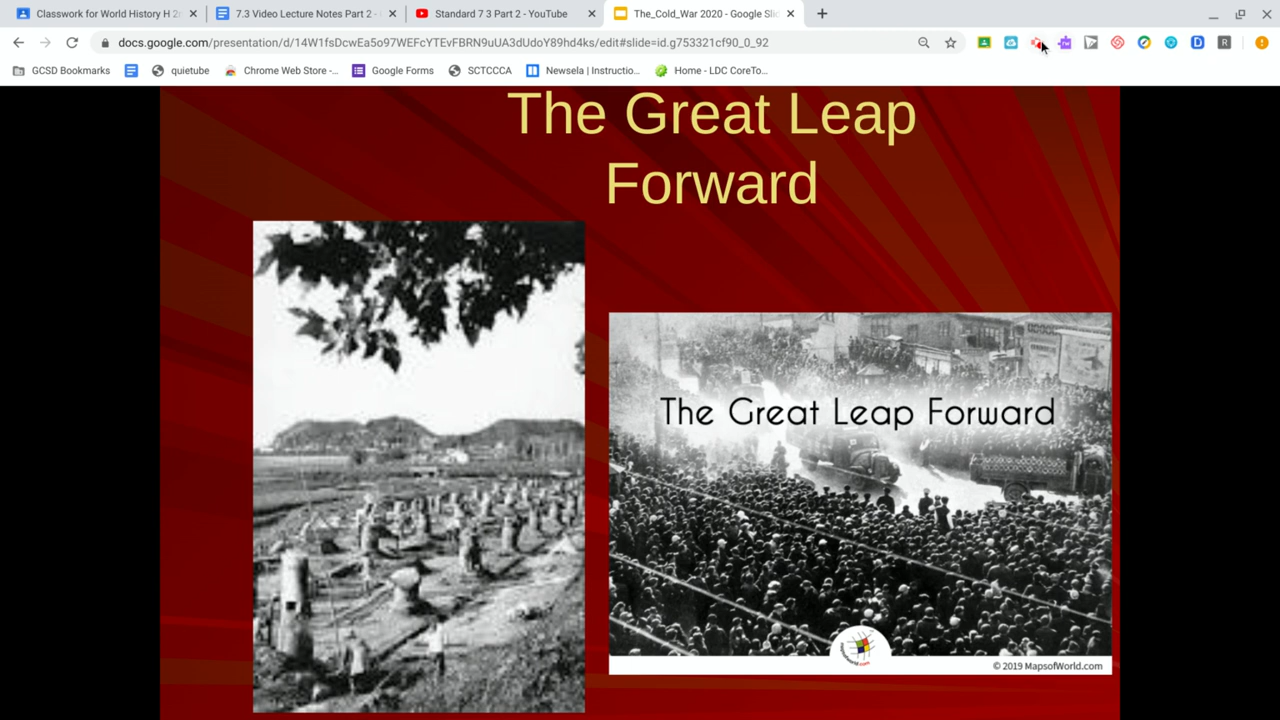 Classwork for World History H 2
7.3 Video Lecture Notes Part 2 -
Standard 7 3 Part 2 - YouTube
The_Cold_War 2020 - Google Slid
docs.google.com/presentation/d/14W1fsDcwEa5o97WEFcYTEvFBRN9uUA3dUdoY89hd4ks/edit#slide=id.g753321cf90_0_92
GCSD Bookmarks
quietube
Chrome Web Store -...
Google Forms
SCTCCCA
Newsela | Instructio...
Home - LDC CoreTo...
The Great Leap
Forward
The Great Leap Forward
© 2019 MapsofWorld.com